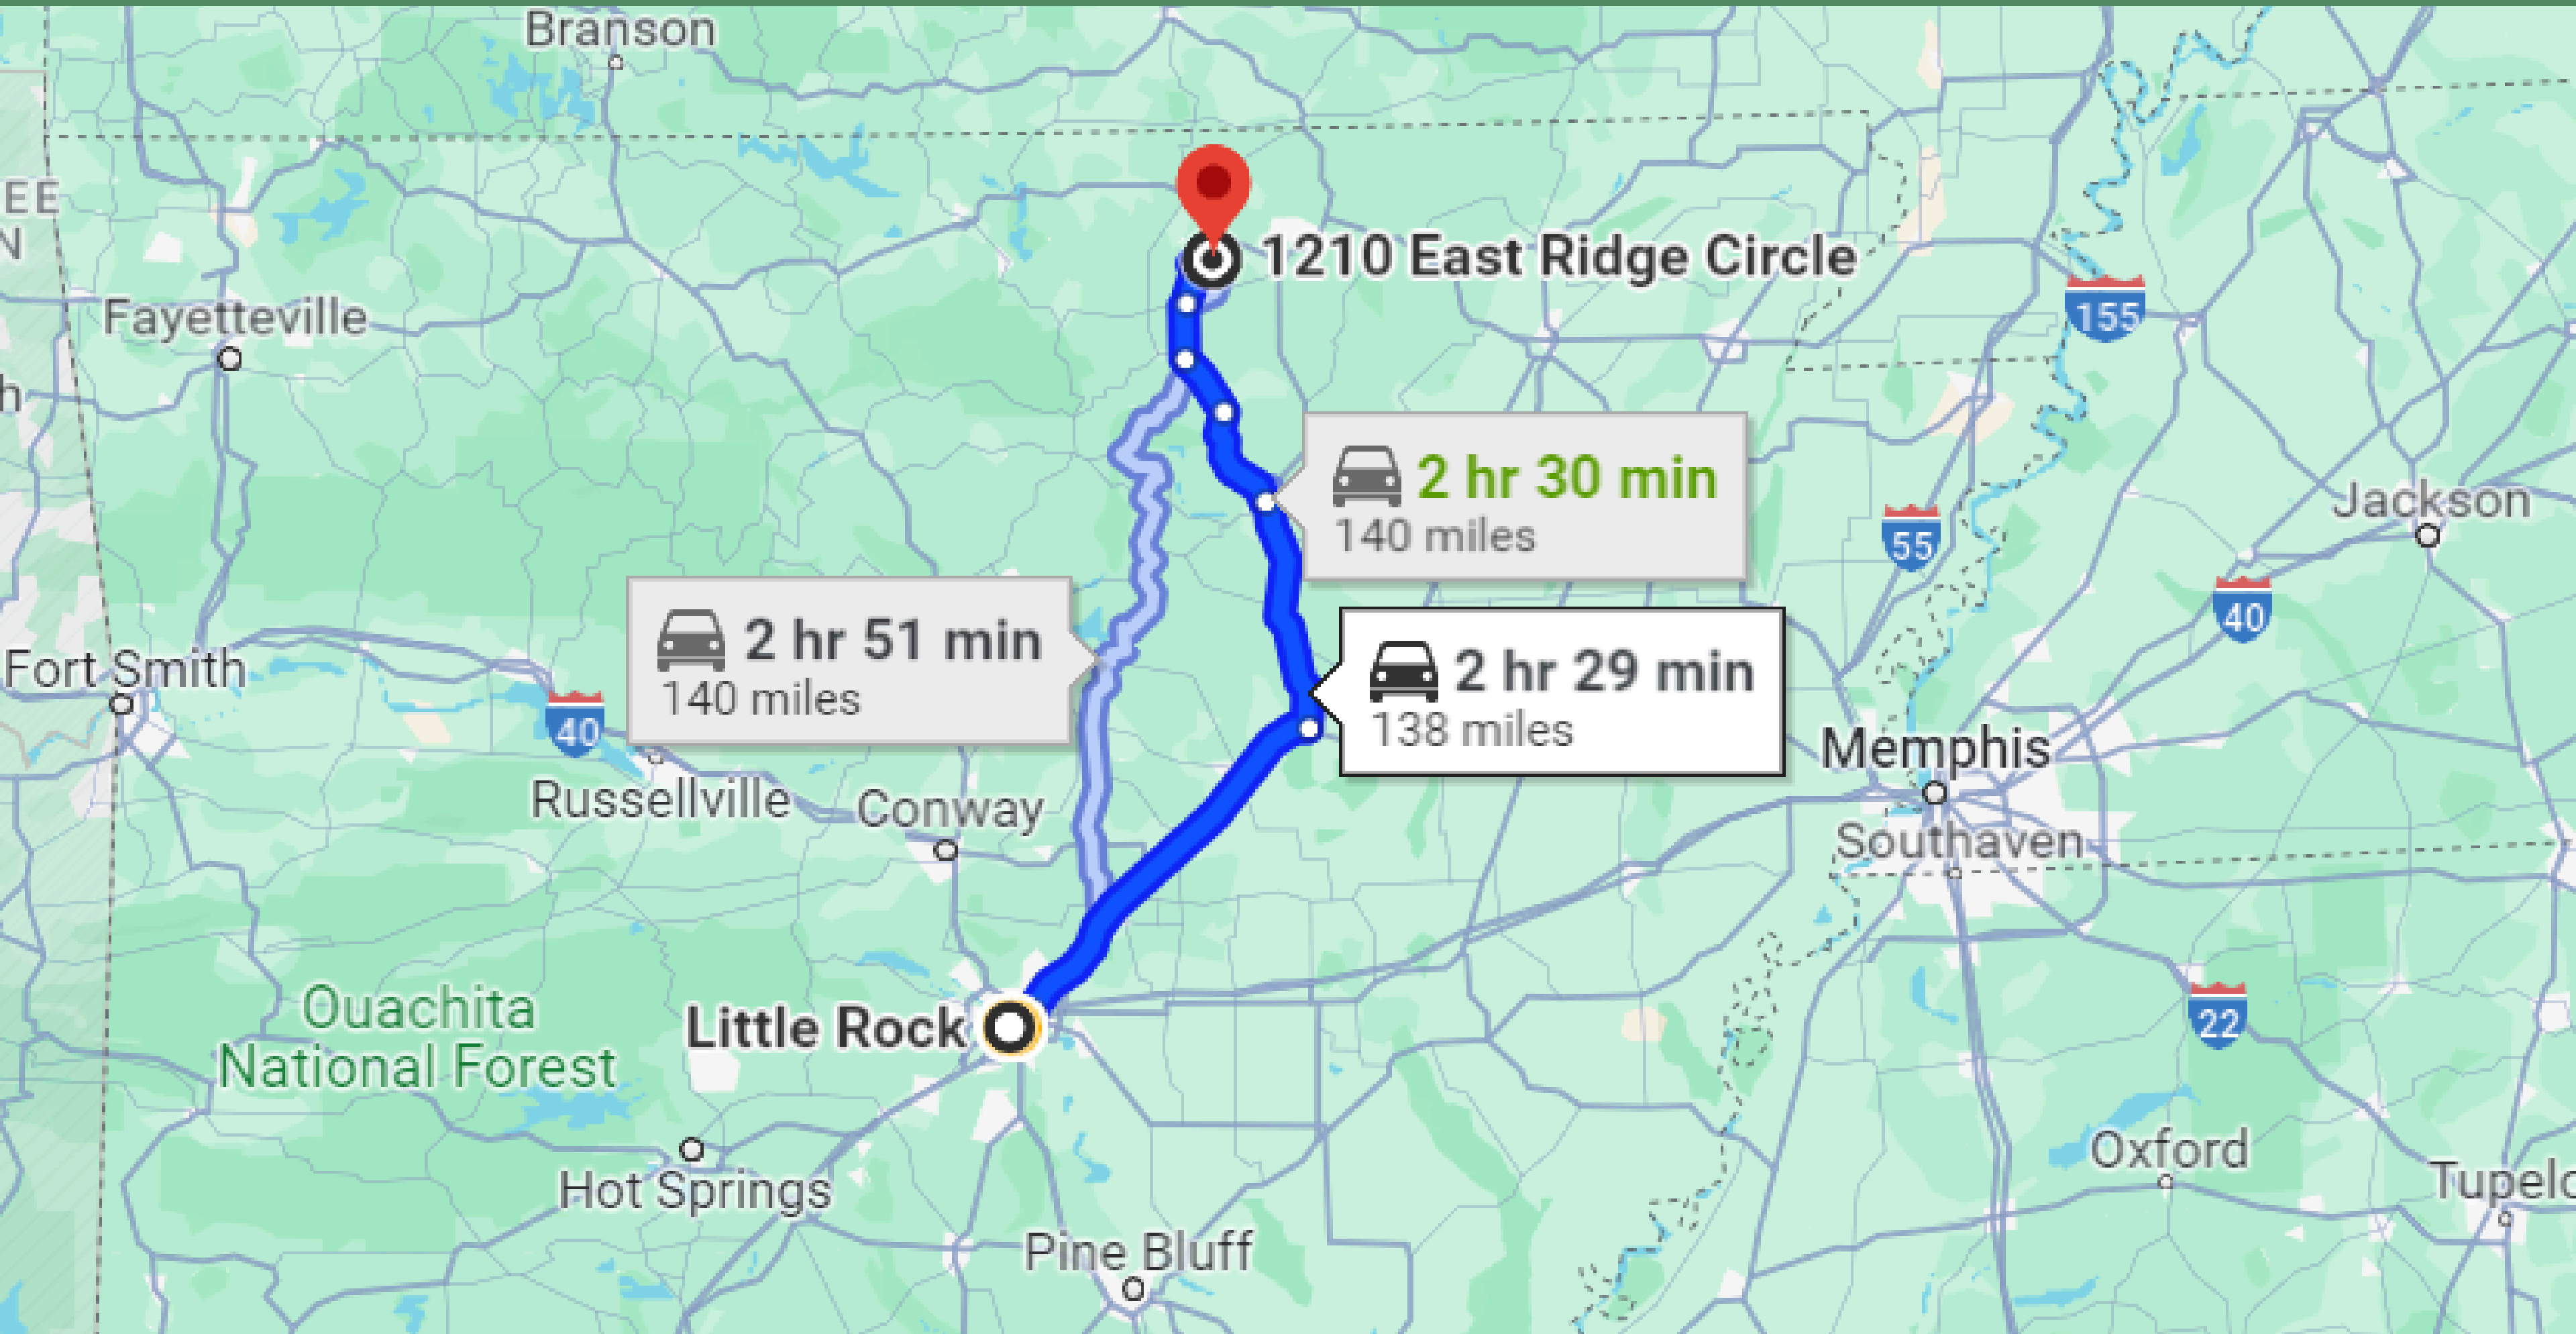 Branson
EE
N
1210 East Ridge Circle
155
Fayetteville
h
2 hr 30 min
140 miles
Jackson
55
40
2 hr 51 min
140 miles
Fort Smith
2 hr 29 min
138 miles
40
Memphis
Russellville
Conway
Southaven
Little Rock
Ouachita
National Forest
22
Oxford
Hot Springs
Tupelo
Pine Bluff